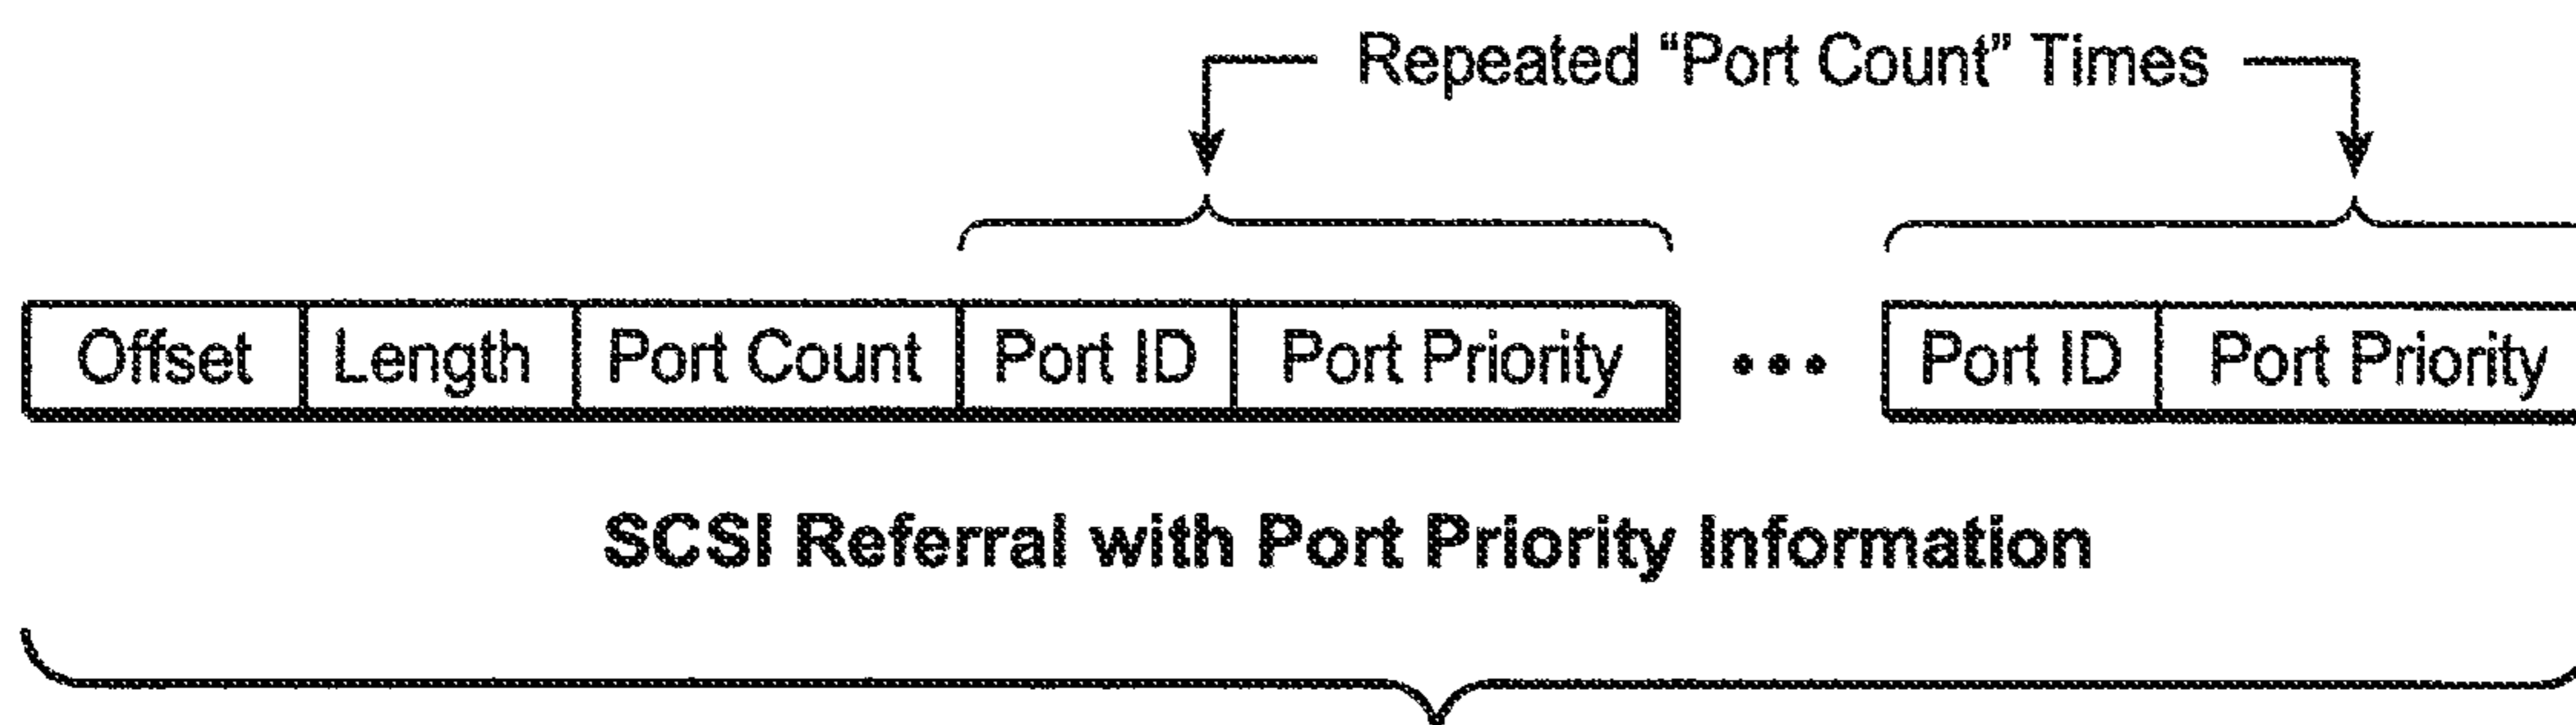 Repeated “Port Count” Times
Offset Length Port Count Port ID Port Priority ••• Port ID Port Priority
SCSI Referral with Port Priority Information